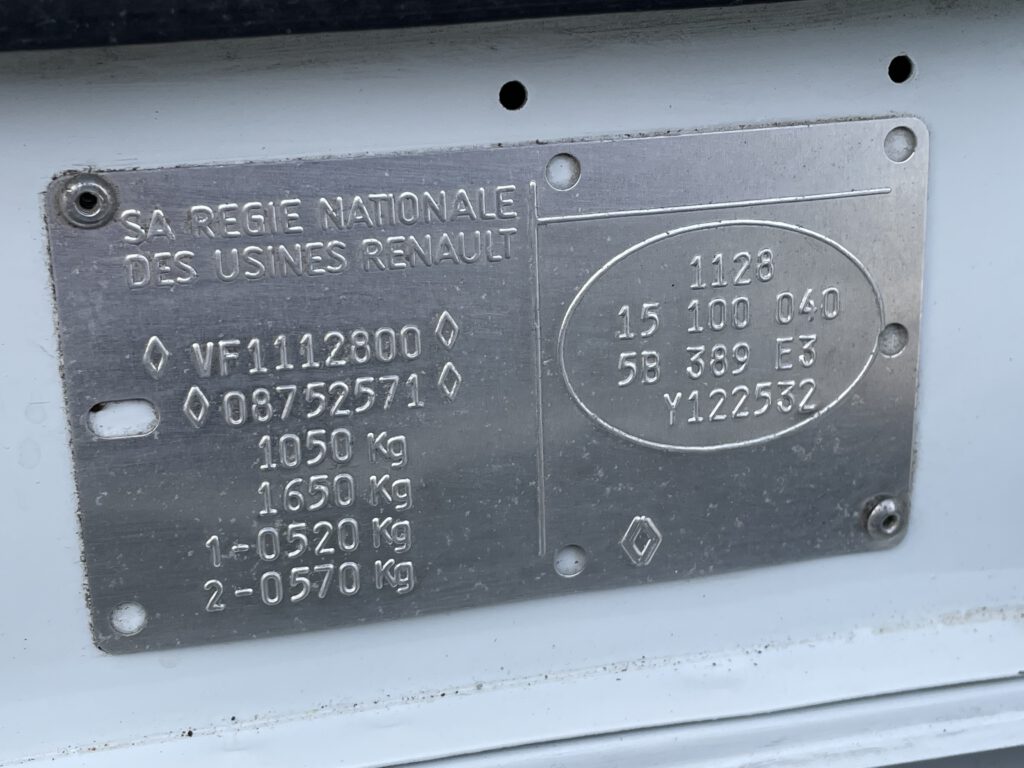 SA REGIE NATIONALE
DES USINES RENAULT
◊ VF1112800 ◊
◊ 08752571 ◊
1050 Kg
1650 Kg
1-0520 Kg
2-0570 Kg
1128
15 100 040
5B 389 E3
Y122532